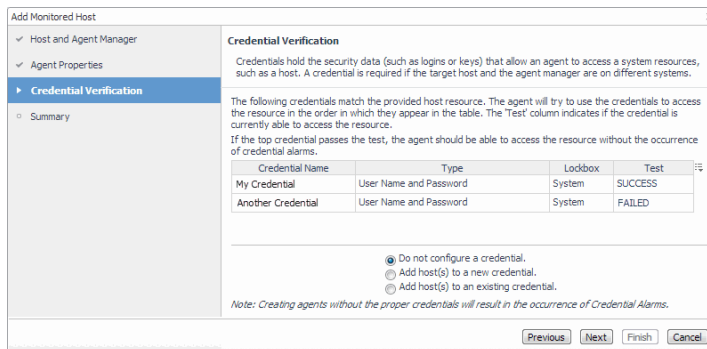 Add Monitored Host
Host and Agent Manager
Agent Properties
Credential Verification
Summary
Credential Verification
Credentials hold the security data (such as logins or keys) that allow an agent to access a system resources,
such as a host. A credential is required if the target host and the agent manager are on different systems.
The following credentials match the provided host resource. The agent will try to use the credentials to access
the resource in the order in which they appear in the table. The 'Test' column indicates if the credential is
currently able to access the resource.
If the top credential passes the test, the agent should be able to access the resource without the occurrence
of credential alarms.
Credential Name Type Lockbox Test
My Credential User Name and Password System SUCCESS
Another Credential User Name and Password System FAILED
Do not configure a credential.
Add host(s) to a new credential.
Add host(s) to an existing credential.
Note: Creating agents without the proper credentials will result in the occurrence of Credential Alarms.
Previous Next Finish Cancel